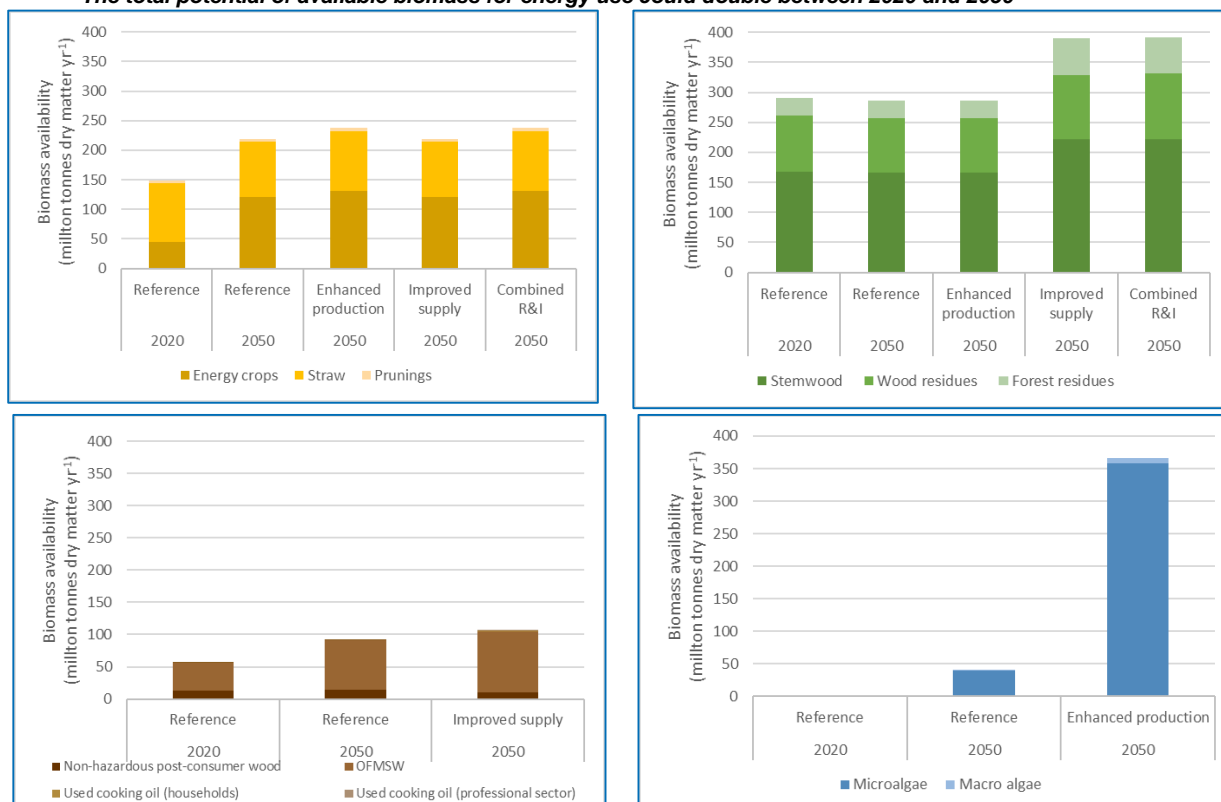 The total potential of available biomass for energy use could double between 2020 and 2050
Biomass availability
(millton tonnes dry matter yr⁻¹)
400
350
300
250
200
150
100
50
0
Reference Reference Enhanced production Improved supply Combined R&I
2020 2050 2050 2050 2050
Energy crops Straw Prunings
Biomass availability
(millton tonnes dry matter yr⁻¹)
400
350
300
250
200
150
100
50
0
Reference Reference Enhanced production Improved supply Combined R&I
2020 2050 2050 2050 2050
Stemwood Wood residues Forest residues
Biomass availability
(millton tonnes dry matter yr⁻¹)
400
350
300
250
200
150
100
50
0
Reference Reference Improved supply
2020 2050 2050
Non-hazardous post-consumer wood OFMSW
Used cooking oil (households) Used cooking oil (professional sector)
Biomass availability
(millton tonnes dry matter yr⁻¹)
400
350
300
250
200
150
100
50
0
Reference Reference Enhanced production
2020 2050 2050
Microalgae Macro algae